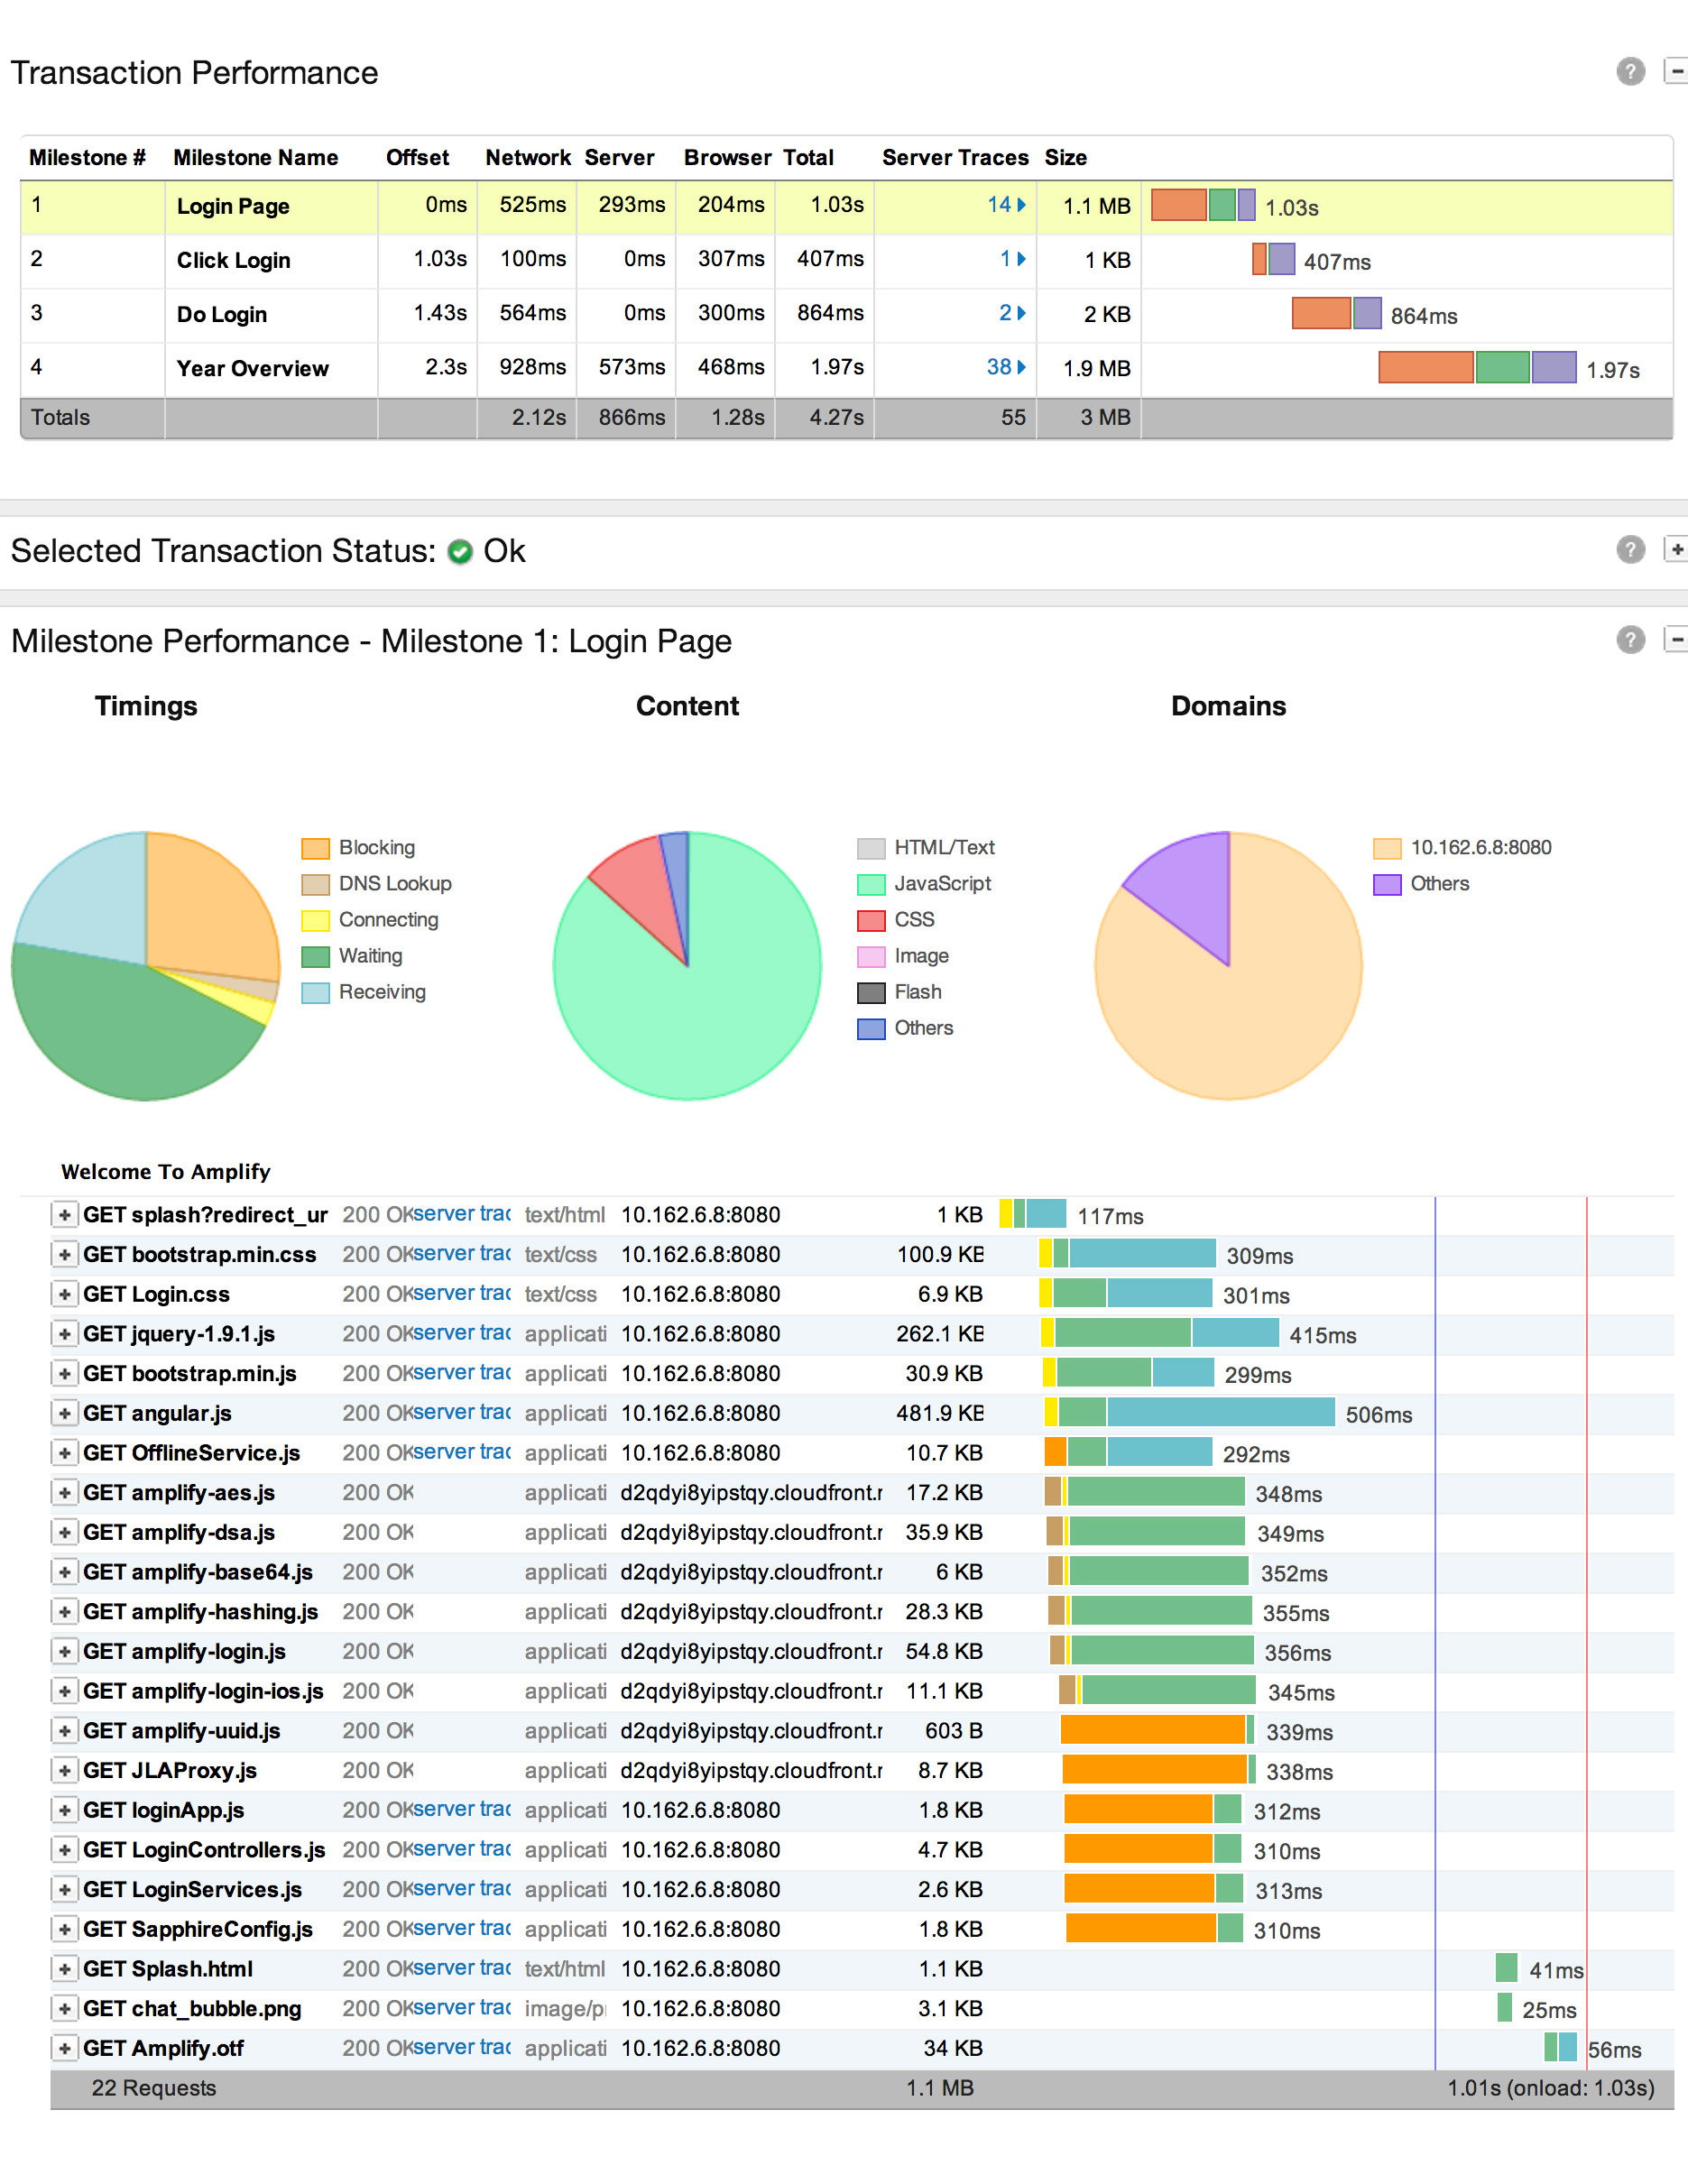 Transaction Performance
?
Milestone # Milestone Name Offset Network Server Browser Total Server Traces Size
1 Login Page 0ms 525ms 293ms 204ms 1.03s 14 1.1 MB 1.03s
2 Click Login 1.03s 100ms 0ms 307ms 407ms 1 1 KB 407ms
3 Do Login 1.43s 564ms 0ms 300ms 864ms 2 2 KB 864ms
4 Year Overview 2.3s 928ms 573ms 468ms 1.97s 38 1.9 MB 1.97s
Totals 2.12s 866ms 1.28s 4.27s 55 3 MB
Selected Transaction Status: Ok
?
Milestone Performance - Milestone 1: Login Page
?
Timings
Blocking
DNS Lookup
Connecting
Waiting
Receiving
Content
HTML/Text
JavaScript
CSS
Image
Flash
Others
Domains
10.162.6.8:8080
Others
Welcome To Amplify
GET splash?redirect_ur 200 OK server trac text/html 10.162.6.8:8080 1 KB 117ms
GET bootstrap.min.css 200 OK server trac text/css 10.162.6.8:8080 100.9 KB 309ms
GET Login.css 200 OK server trac text/css 10.162.6.8:8080 6.9 KB 301ms
GET jquery-1.9.1.js 200 OK server trac applicati 10.162.6.8:8080 262.1 KB 415ms
GET bootstrap.min.js 200 OK server trac applicati 10.162.6.8:8080 30.9 KB 299ms
GET angular.js 200 OK server trac applicati 10.162.6.8:8080 481.9 KB 506ms
GET OfflineService.js 200 OK server trac applicati 10.162.6.8:8080 10.7 KB 292ms
GET amplify-aes.js 200 OK applicati d2qdyi8yipstqy.cloudfront.r 17.2 KB 348ms
GET amplify-dsa.js 200 OK applicati d2qdyi8yipstqy.cloudfront.r 35.9 KB 349ms
GET amplify-base64.js 200 OK applicati d2qdyi8yipstqy.cloudfront.r 6 KB 352ms
GET amplify-hashing.js 200 OK applicati d2qdyi8yipstqy.cloudfront.r 28.3 KB 355ms
GET amplify-login.js 200 OK applicati d2qdyi8yipstqy.cloudfront.r 54.8 KB 356ms
GET amplify-login-ios.js 200 OK applicati d2qdyi8yipstqy.cloudfront.r 11.1 KB 345ms
GET amplify-uuid.js 200 OK applicati d2qdyi8yipstqy.cloudfront.r 603 B 339ms
GET JLAProxy.js 200 OK applicati d2qdyi8yipstqy.cloudfront.r 8.7 KB 338ms
GET loginApp.js 200 OK server trac applicati 10.162.6.8:8080 1.8 KB 312ms
GET LoginControllers.js 200 OK server trac applicati 10.162.6.8:8080 4.7 KB 310ms
GET LoginServices.js 200 OK server trac applicati 10.162.6.8:8080 2.6 KB 313ms
GET SapphireConfig.js 200 OK server trac applicati 10.162.6.8:8080 1.8 KB 310ms
GET Splash.html 200 OK server trac text/html 10.162.6.8:8080 1.1 KB 41ms
GET chat_bubble.png 200 OK server trac image/p 10.162.6.8:8080 3.1 KB 25ms
GET Amplify.otf 200 OK server trac applicati 10.162.6.8:8080 34 KB 56ms
22 Requests 1.1 MB 1.01s (onload: 1.03s)